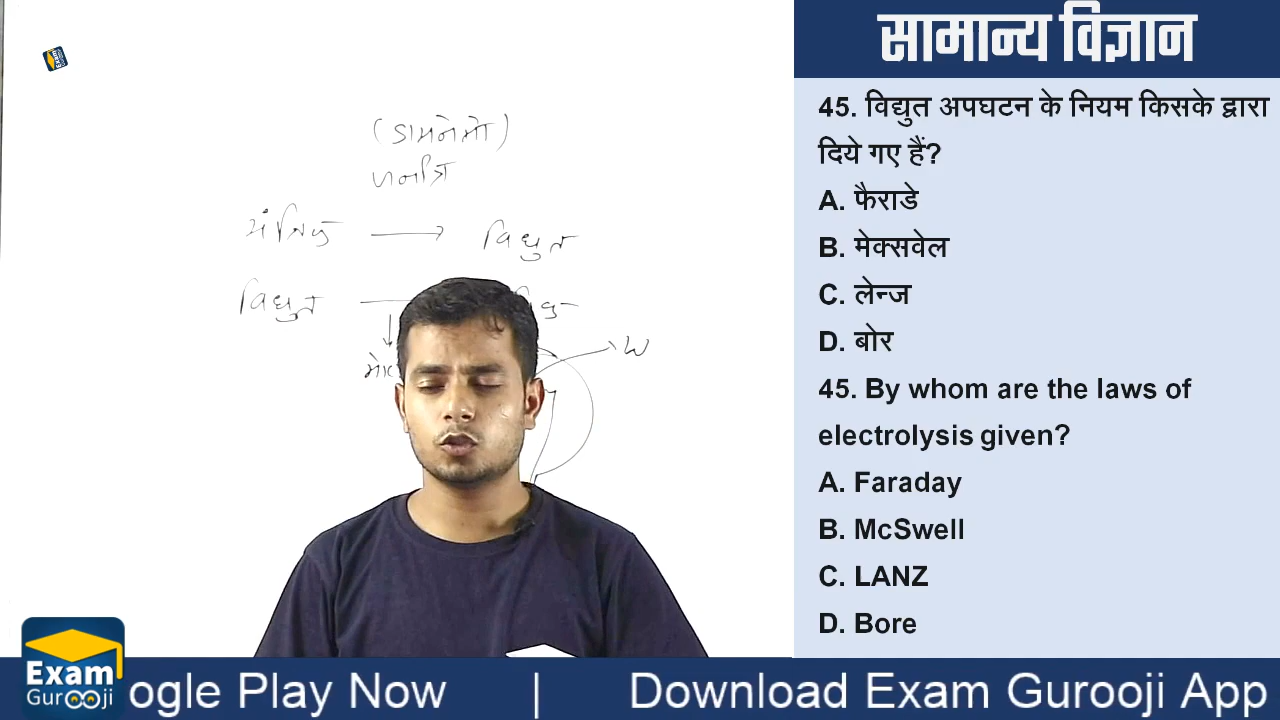 Exam
(डायनेमो)
यांत्रिक
विद्युत
विद्युत
W
सामान्य विज्ञान
45. विद्युत अपघटन के नियम किसके द्वारा
दिये गए हैं?
A. फैराडे
B. मेक्सवेल
C. लेन्ज
D. बोर
45. By whom are the laws of
electrolysis given?
A. Faraday
B. McSwell
C. LANZ
D. Bore
Exam
Gurooji
ogle Play Now | Download Exam Gurooji App